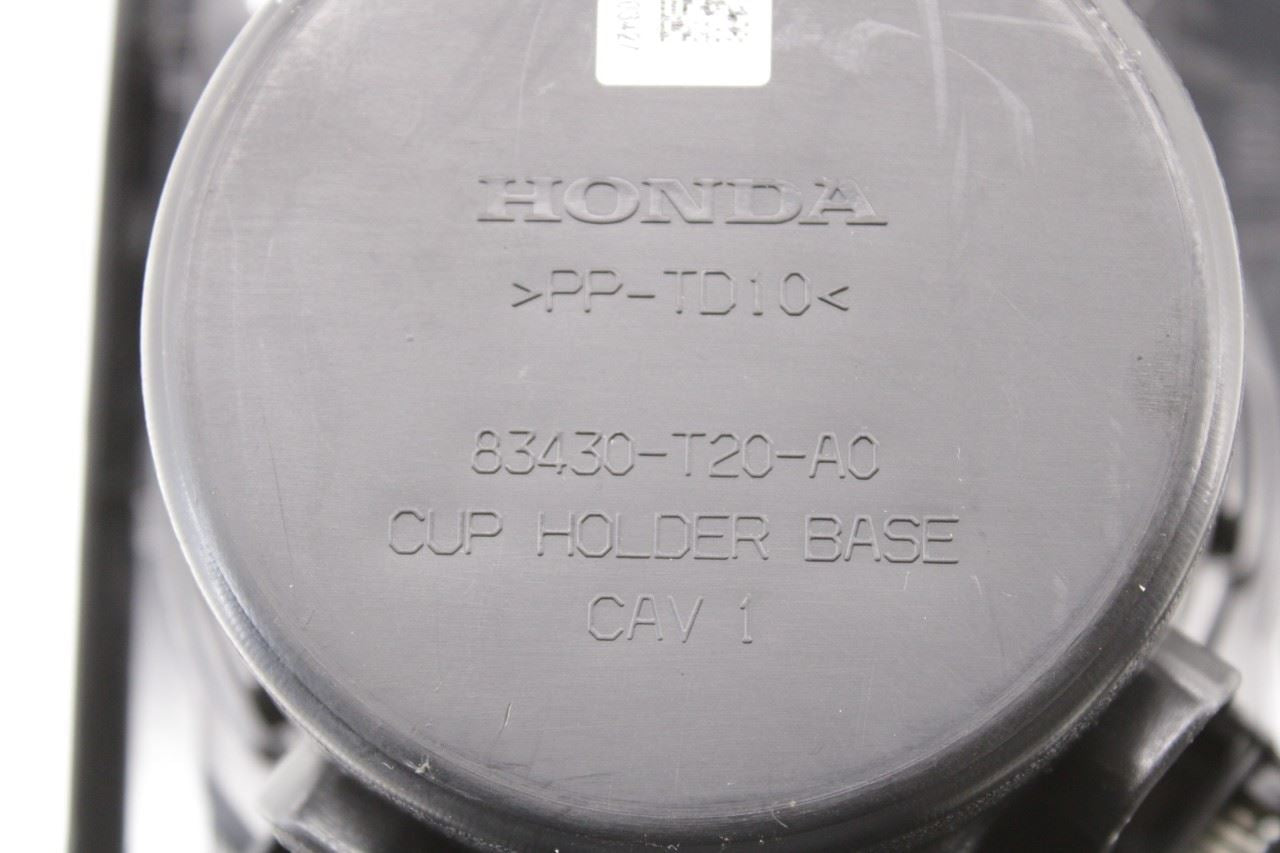 HONDA
>PP-TD10<
83430-T20-A0
CUP HOLDER BASE
CAV 1